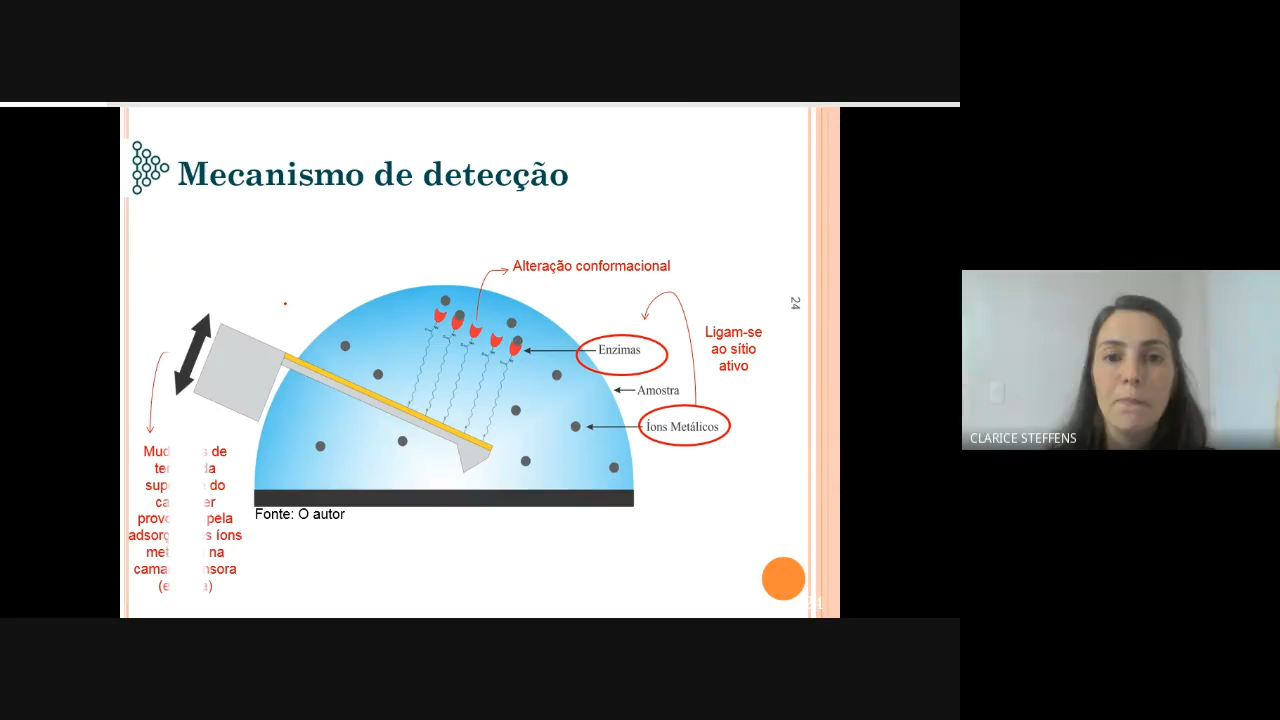 Mecanismo de detecção
Alteração conformacional
24
Ligam-se
ao sítio
ativo
Enzimas
Amostra
Íons Metálicos
de
do
pela
íons
na
Fonte: O autor
CLARICE STEFFENS